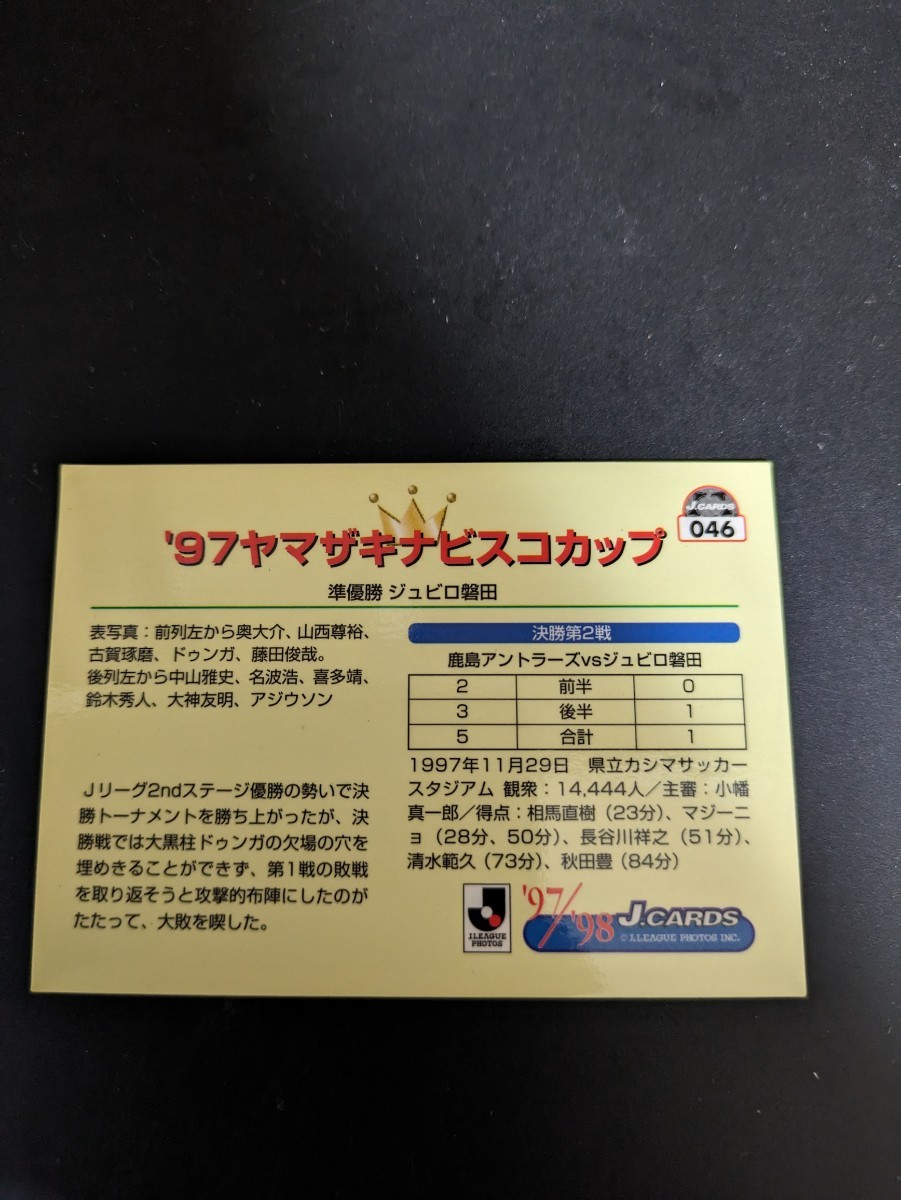 J.CARDS
046
'97ヤマザキナビスコカップ
準優勝 ジュビロ磐田
表写真：前列左から奥大介、山西尊裕、
古賀琢磨、ドゥンガ、藤田俊哉。
後列左から中山雅史、名波浩、喜多靖、
鈴木秀人、大神友明、アジウソン
Jリーグ2ndステージ優勝の勢いで決
勝トーナメントを勝ち上がったが、決
勝戦では大黒柱ドゥンガの欠場の穴を
埋めきることができず、第1戦の敗戦
を取り返そうと攻撃的布陣にしたのが
たたって、大敗を喫した。
決勝第2戦
鹿島アントラーズvsジュビロ磐田
2 前半 0
3 後半 1
5 合計 1
1997年11月29日 県立カシマサッカー
スタジアム 観衆：14,444人／主審：小幡
真一郎／得点：相馬直樹（23分）、マジーニ
ョ（28分、50分）、長谷川祥之（51分）、
清水範久（73分）、秋田豊（84分）
J.LEAGUE
PHOTOS
'97/'98 J.CARDS
© J.LEAGUE PHOTOS INC.